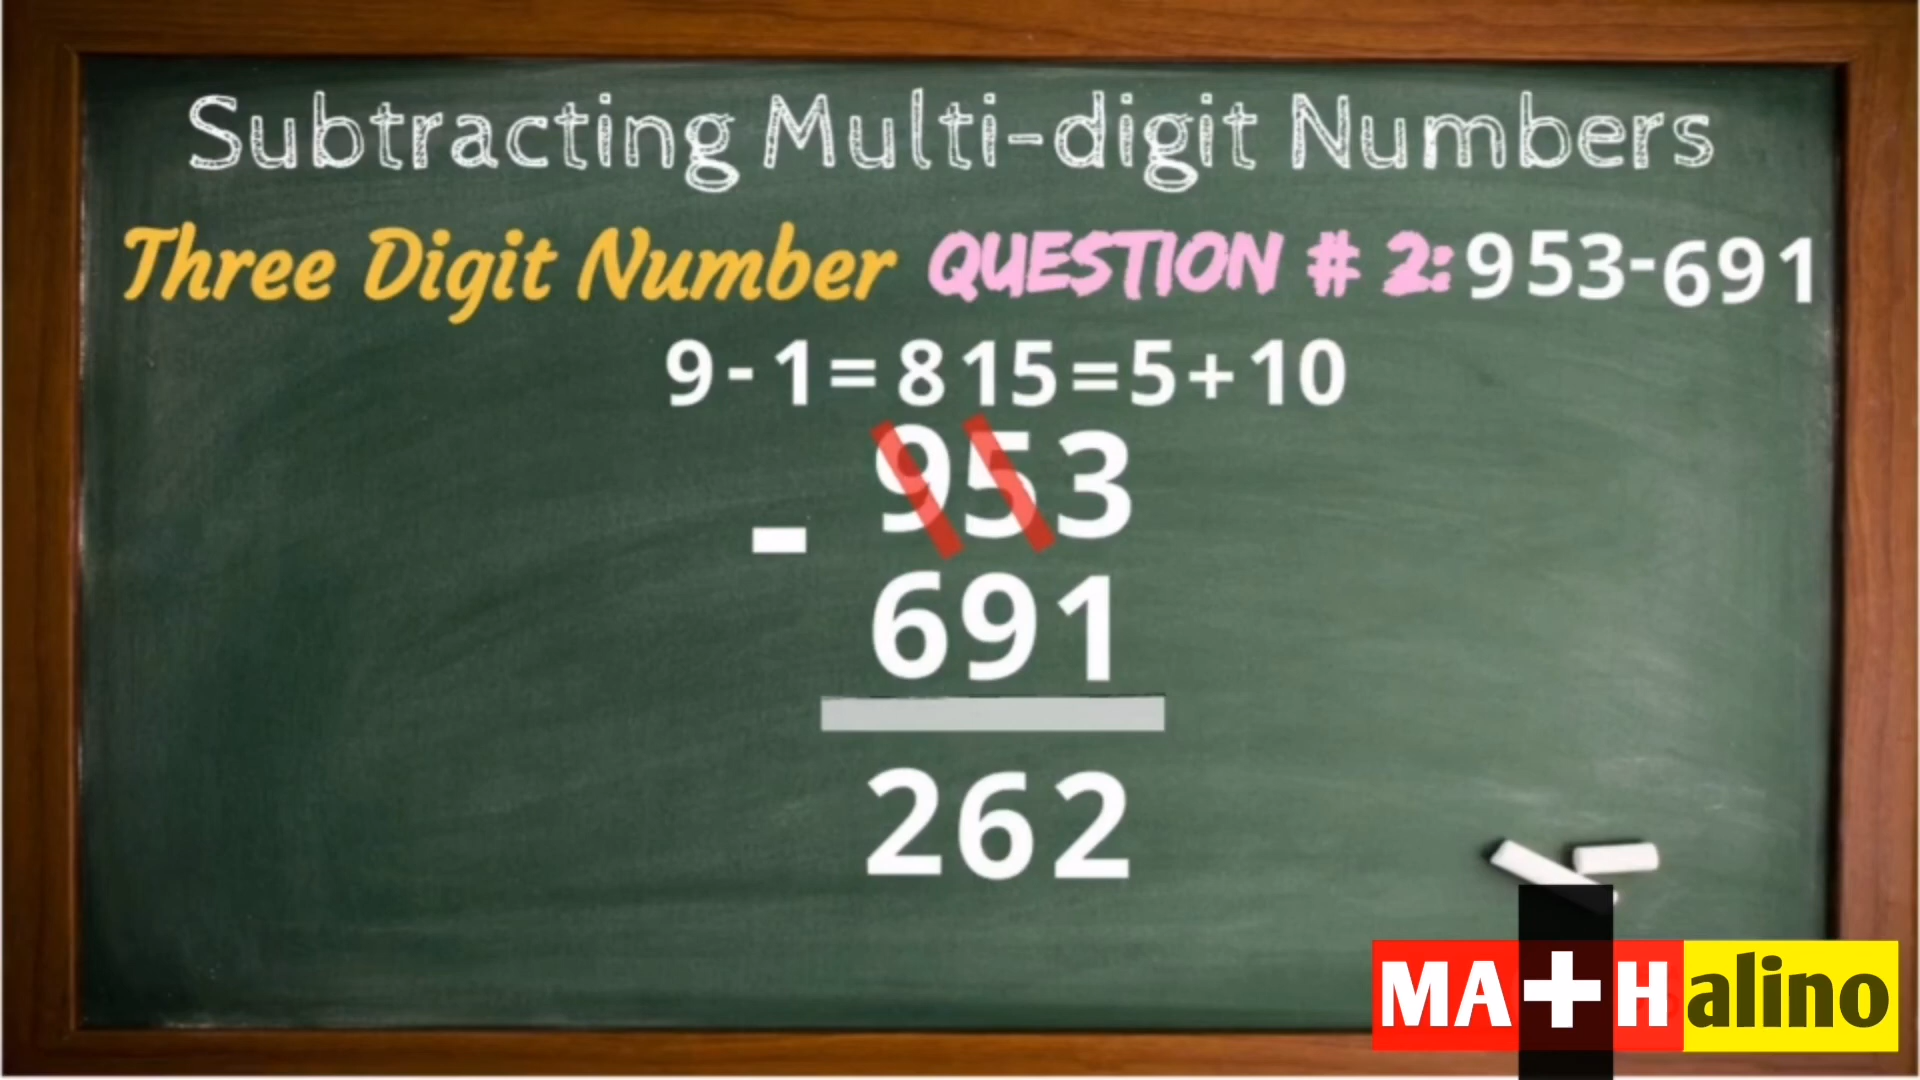 Subtracting Multi-digit Numbers
Three Digit Number QUESTION # 2: 953-691
9-1=8 15=5+10
953
-
691
262
MA+Halino